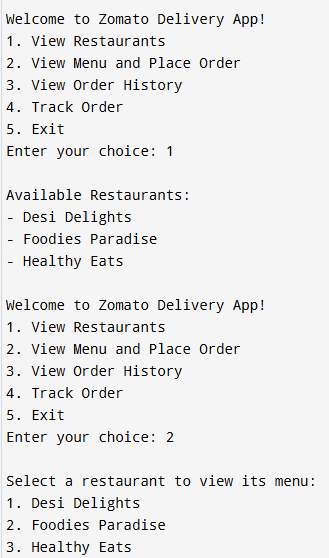 Welcome to Zomato Delivery App!
1. View Restaurants
2. View Menu and Place Order
3. View Order History
4. Track Order
5. Exit
Enter your choice: 1
Available Restaurants:
- Desi Delights
- Foodies Paradise
- Healthy Eats
Welcome to Zomato Delivery App!
1. View Restaurants
2. View Menu and Place Order
3. View Order History
4. Track Order
5. Exit
Enter your choice: 2
Select a restaurant to view its menu:
1. Desi Delights
2. Foodies Paradise
3. Healthy Eats